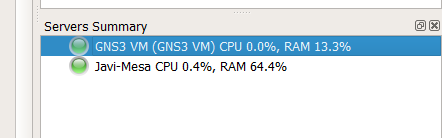 Servers Summary
GNS3 VM (GNS3 VM) CPU 0.0%, RAM 13.3%
Javi-Mesa CPU 0.4%, RAM 64.4%